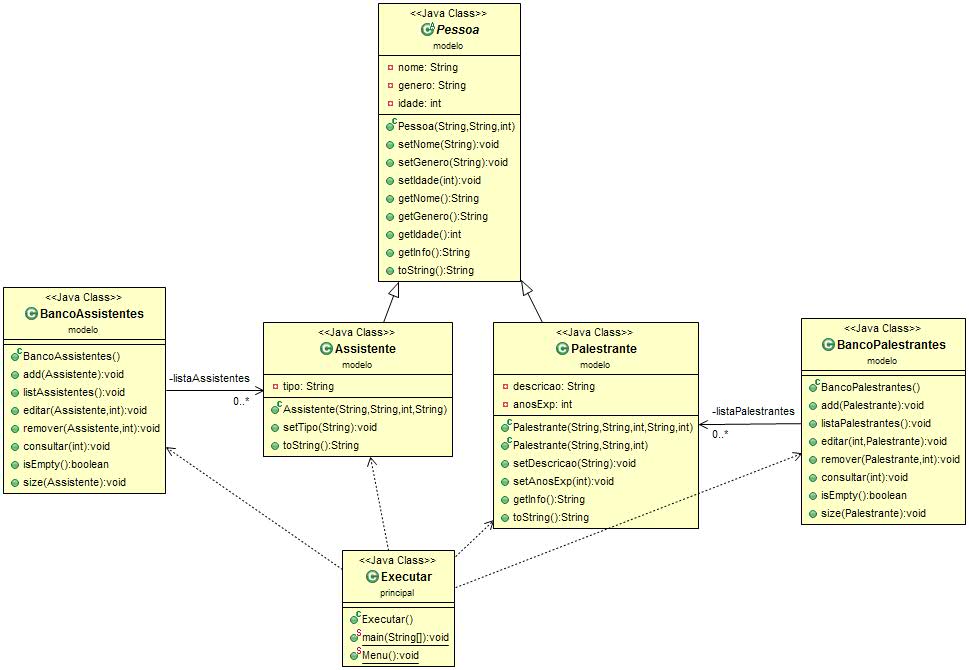 <<Java Class>>
Pessoa
modelo
nome: String
genero: String
idade: int
Pessoa(String,String,int)
setNome(String):void
setGenero(String):void
setIdade(int):void
getNome():String
getGenero():String
getIdade():int
getInfo():String
toString():String
<<Java Class>>
BancoAssistentes
modelo
BancoAssistentes()
add(Assistente):void
listAssistentes():void
editar(Assistente,int):void
remover(Assistente,int):void
consultar(int):void
isEmpty():boolean
size(Assistente):void
-listaAssistentes
0..*
<<Java Class>>
Assistente
modelo
tipo: String
Assistente(String,String,int,String)
setTipo(String):void
toString():String
<<Java Class>>
Palestrante
modelo
descricao: String
anosExp: int
Palestrante(String,String,int,String,int)
Palestrante(String,String,int)
setDescricao(String):void
setAnosExp(int):void
getInfo():String
toString():String
-listaPalestrantes
0..*
<<Java Class>>
BancoPalestrantes
modelo
BancoPalestrantes()
add(Palestrante):void
listaPalestrantes():void
editar(int,Palestrante):void
remover(Palestrante,int):void
consultar(int):void
isEmpty():boolean
size(Palestrante):void
<<Java Class>>
Executar
principal
Executar()
main(String[]):void
Menu():void